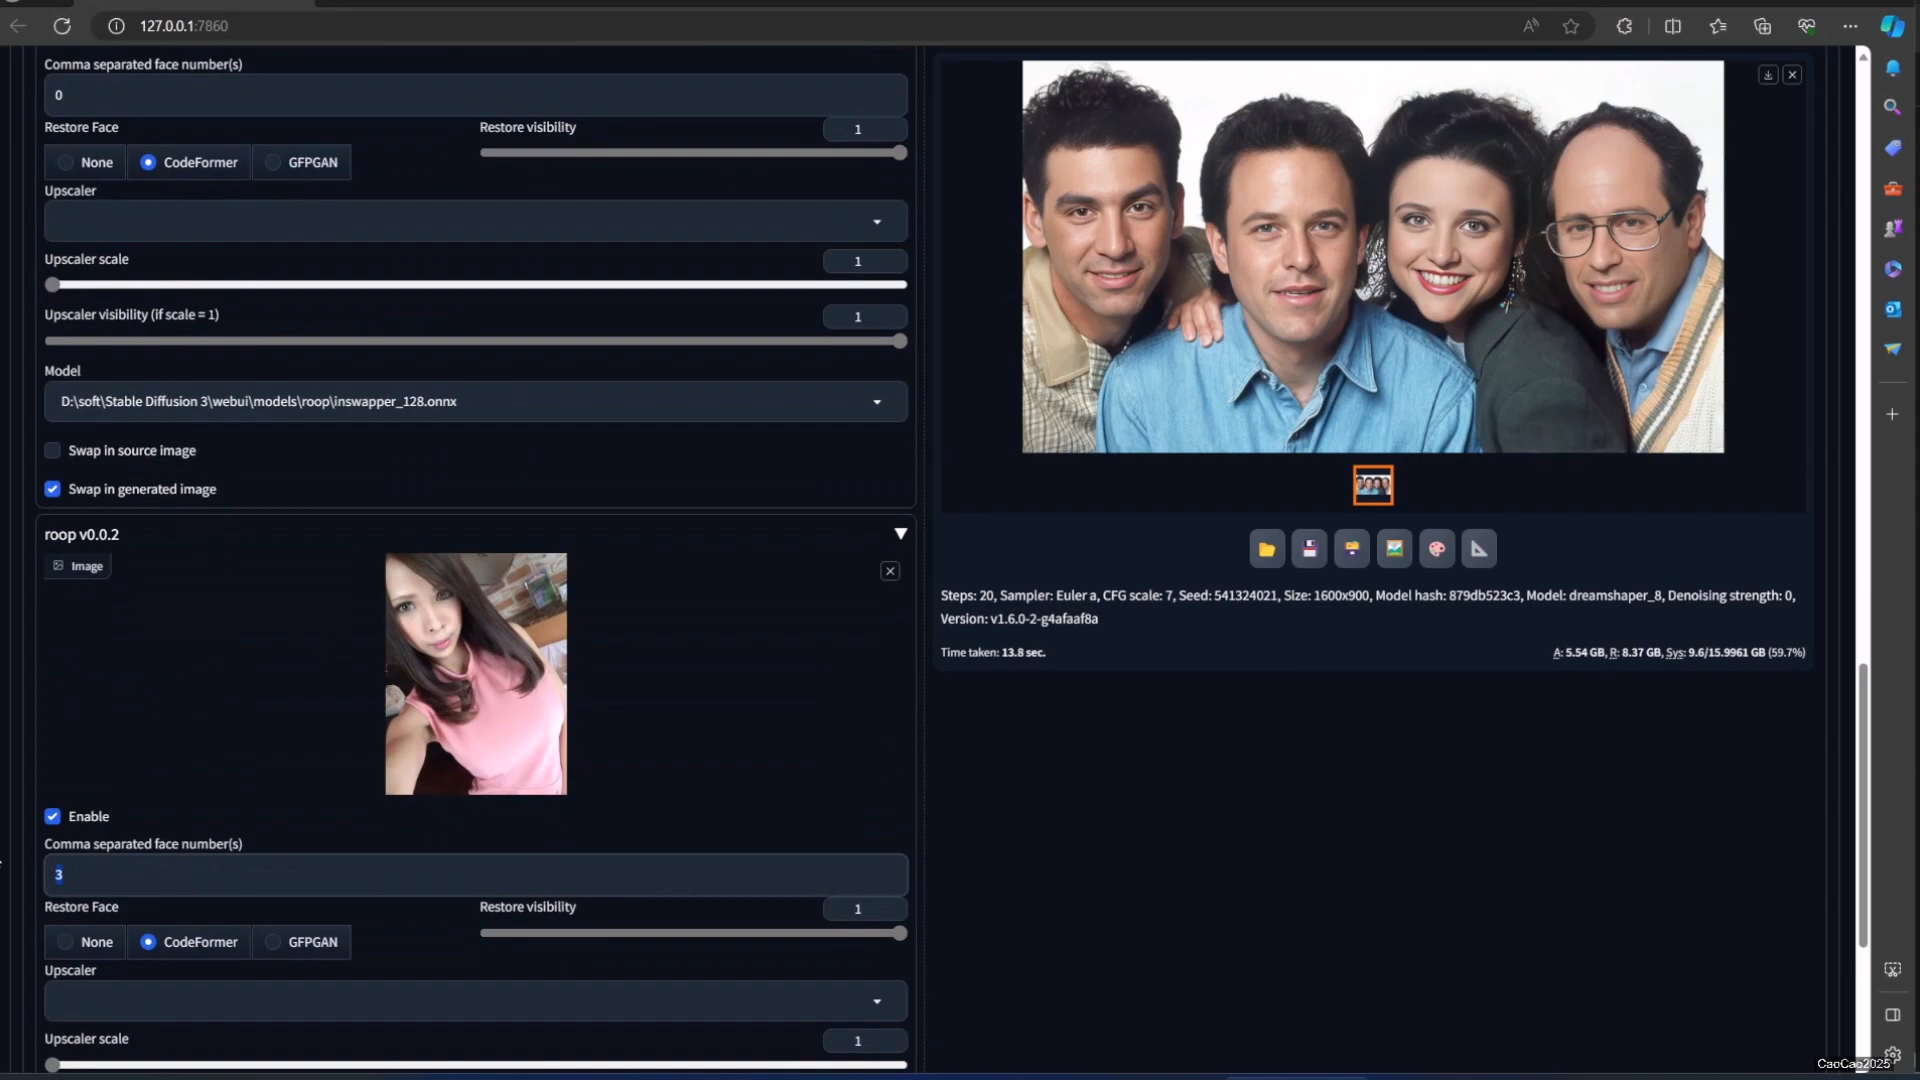 127.0.0.1:7860
Comma separated face number(s)
0
Restore Face
Restore visibility
1
None
CodeFormer
GFPGAN
Upscaler
Upscaler scale
1
Upscaler visibility (if scale = 1)
1
Model
D:\soft\Stable Diffusion 3\webui\models\roop\inswapper_128.onnx
Swap in source image
Swap in generated image
roop v0.0.2
Image
Enable
Comma separated face number(s)
3
Restore Face
Restore visibility
1
None
CodeFormer
GFPGAN
Upscaler
Upscaler scale
1
Steps: 20, Sampler: Euler a, CFG scale: 7, Seed: 541324021, Size: 1600x900, Model hash: 879db523c3, Model: dreamshaper_8, Denoising strength: 0,
Version: v1.6.0-2-g4afaaf8a
Time taken: 13.8 sec.
A: 5.54 GB, R: 8.37 GB, Sys: 9.6/15.9961 GB (59.7%)
CaoCao2025